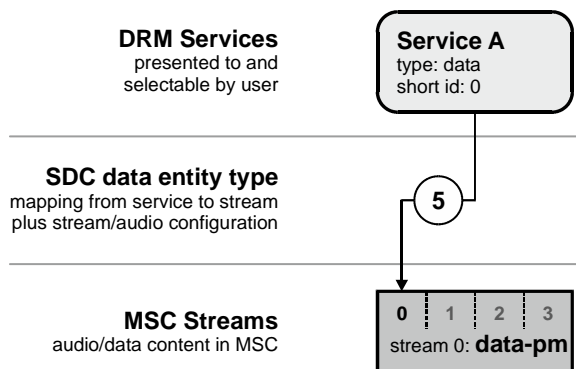 DRM Services
presented to and
selectable by user
Service A
type: data
short id: 0
SDC data entity type
mapping from service to stream
plus stream/audio configuration
5
MSC Streams
audio/data content in MSC
0 1 2 3
stream 0: data-pm